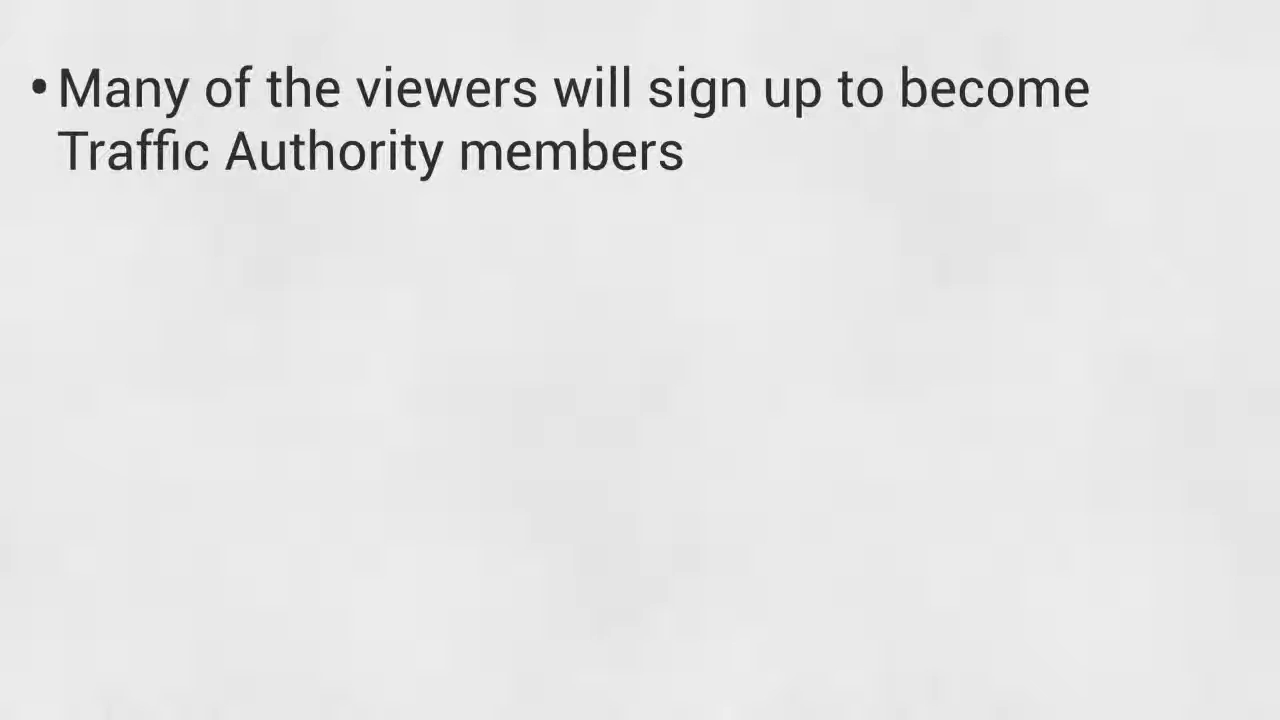 • Many of the viewers will sign up to become
Traffic Authority members